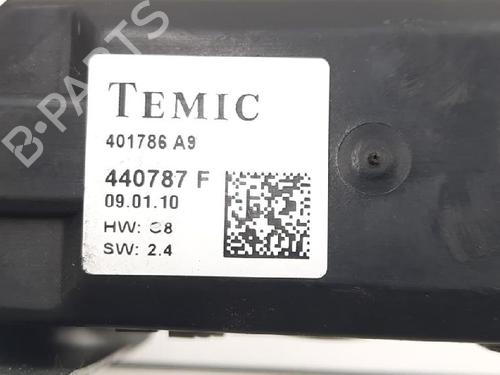 B·PARTS
TEMIC
401786 A9
440787 F
09.01.10
HW: C8
SW: 2.4